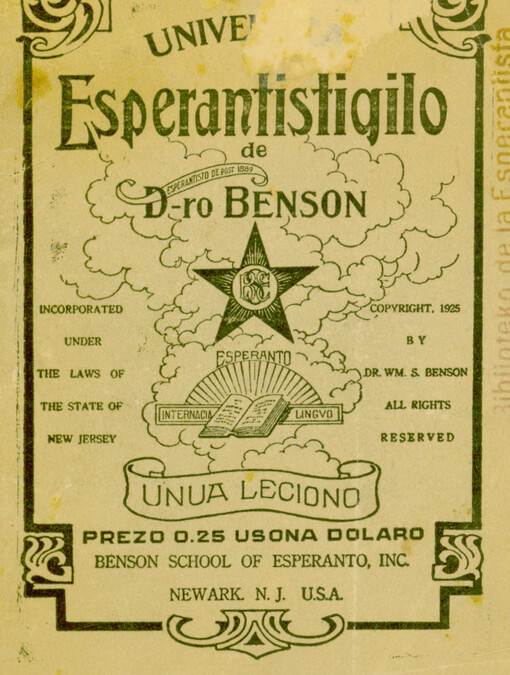 UNIVE
Esperantistigilo
de
ESPERANTISTO DE POST 1889
D-ro BENSON
INCORPORATED
UNDER
THE LAWS OF
THE STATE OF
NEW JERSEY
COPYRIGHT, 1925
BY
DR. WM. S. BENSON
ALL RIGHTS
RESERVED
ESPERANTO
INTERNACIA LINGVO
UNUA LECIONO
PREZO 0.25 USONA DOLARO
BENSON SCHOOL OF ESPERANTO, INC.
NEWARK. N. J. U.S.A.
Biblioteko de la Esperantista